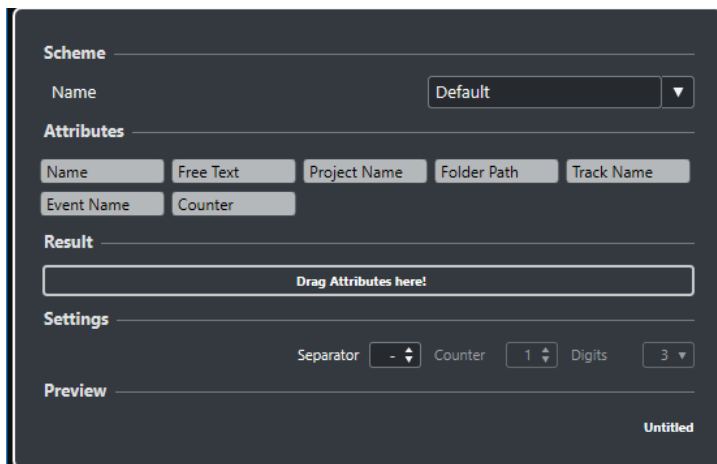 Scheme
Name Default
Attributes
Name Free Text Project Name Folder Path Track Name
Event Name Counter
Result
Drag Attributes here!
Settings
Separator - Counter 1 Digits 3
Preview
Untitled